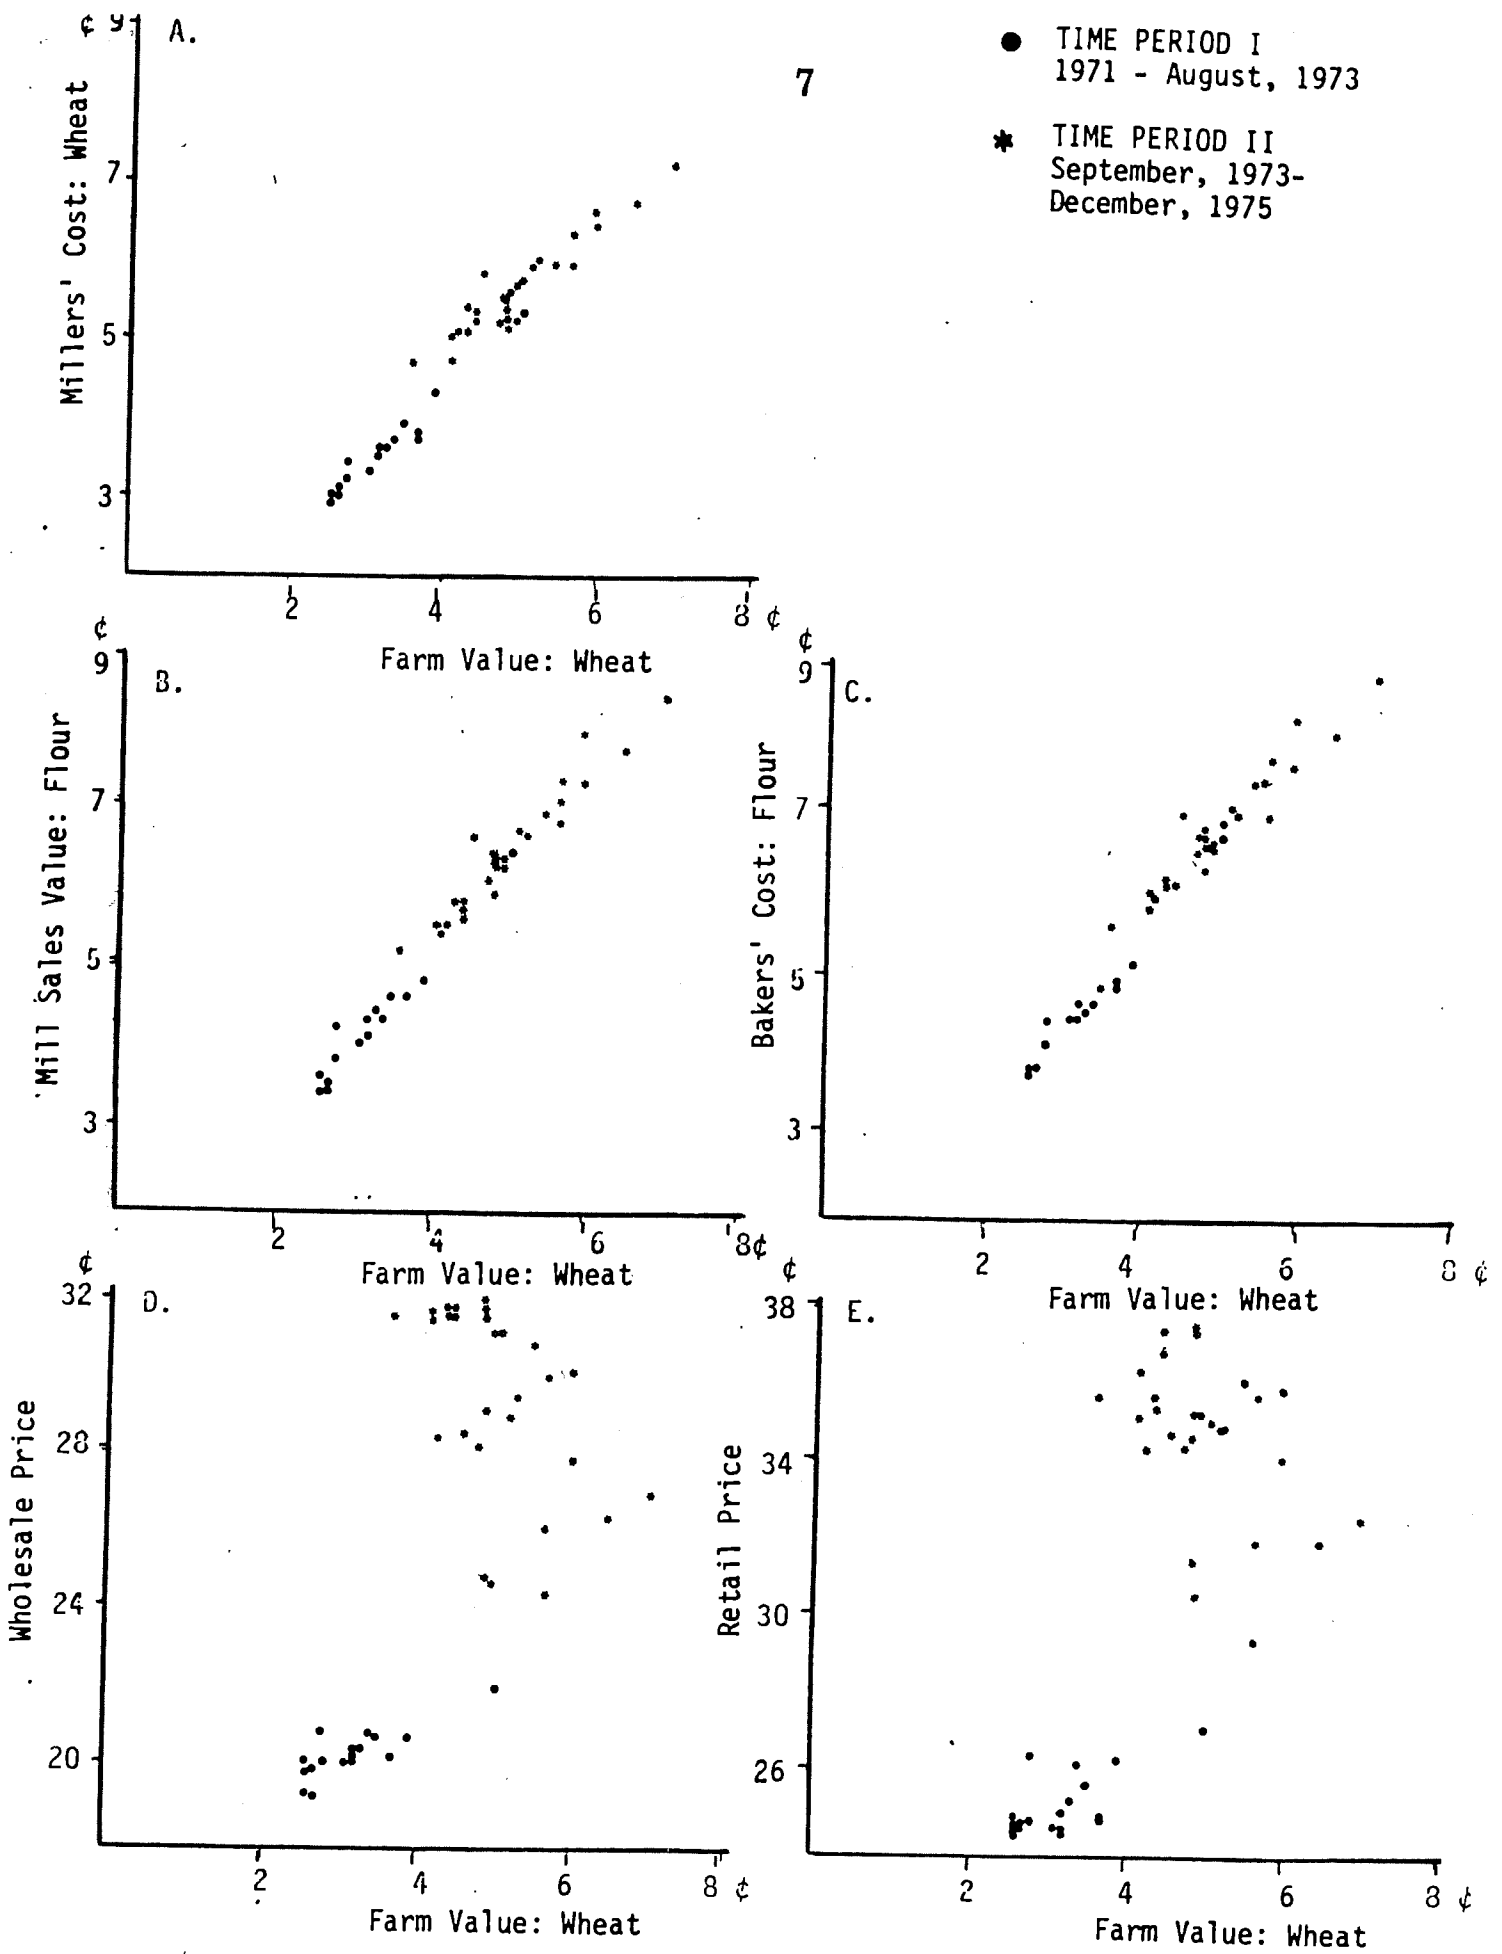 ¢ 9
A.
7
● TIME PERIOD I
1971 - August, 1973
* TIME PERIOD II
September, 1973-
December, 1975
Millers' Cost: Wheat
7
5
3
2 4 6 8 ¢
Farm Value: Wheat
¢
9
B.
Mill Sales Value: Flour
7
5
3
2 4 6 8¢
Farm Value: Wheat
¢
9
C.
Bakers' Cost: Flour
7
5
3
2 4 6 8 ¢
Farm Value: Wheat
¢
32
D.
Wholesale Price
28
24
20
2 4 6 8 ¢
Farm Value: Wheat
¢
38
E.
Retail Price
34
30
26
2 4 6 8 ¢
Farm Value: Wheat